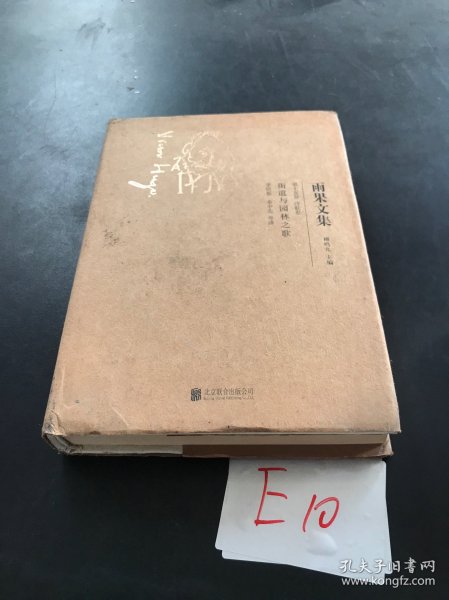 Victor Hugo
雨果文集
柳鸣九 主编
街道与园林之歌
北京联合出版公司
E10
孔夫子旧书网
www.kongfz.com